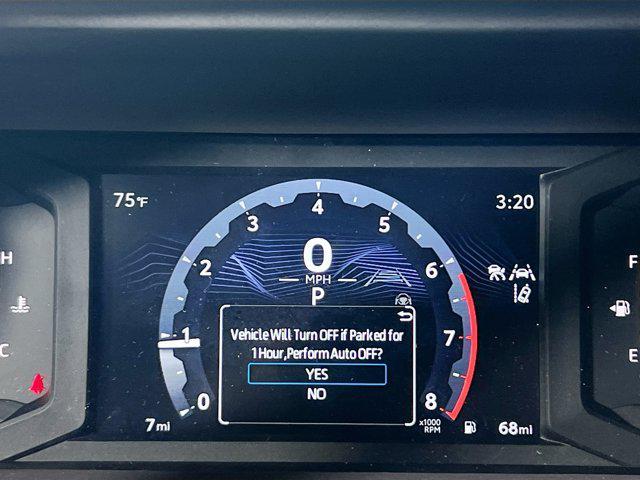 75°F
3:20
4
3
5
2
6
0
MPH
P
H
F
Vehicle Will Turn OFF if Parked for
1 Hour,Perform Auto OFF?
YES
NO
1
7
C
E
0
8
x1000
RPM
7mi
68mi